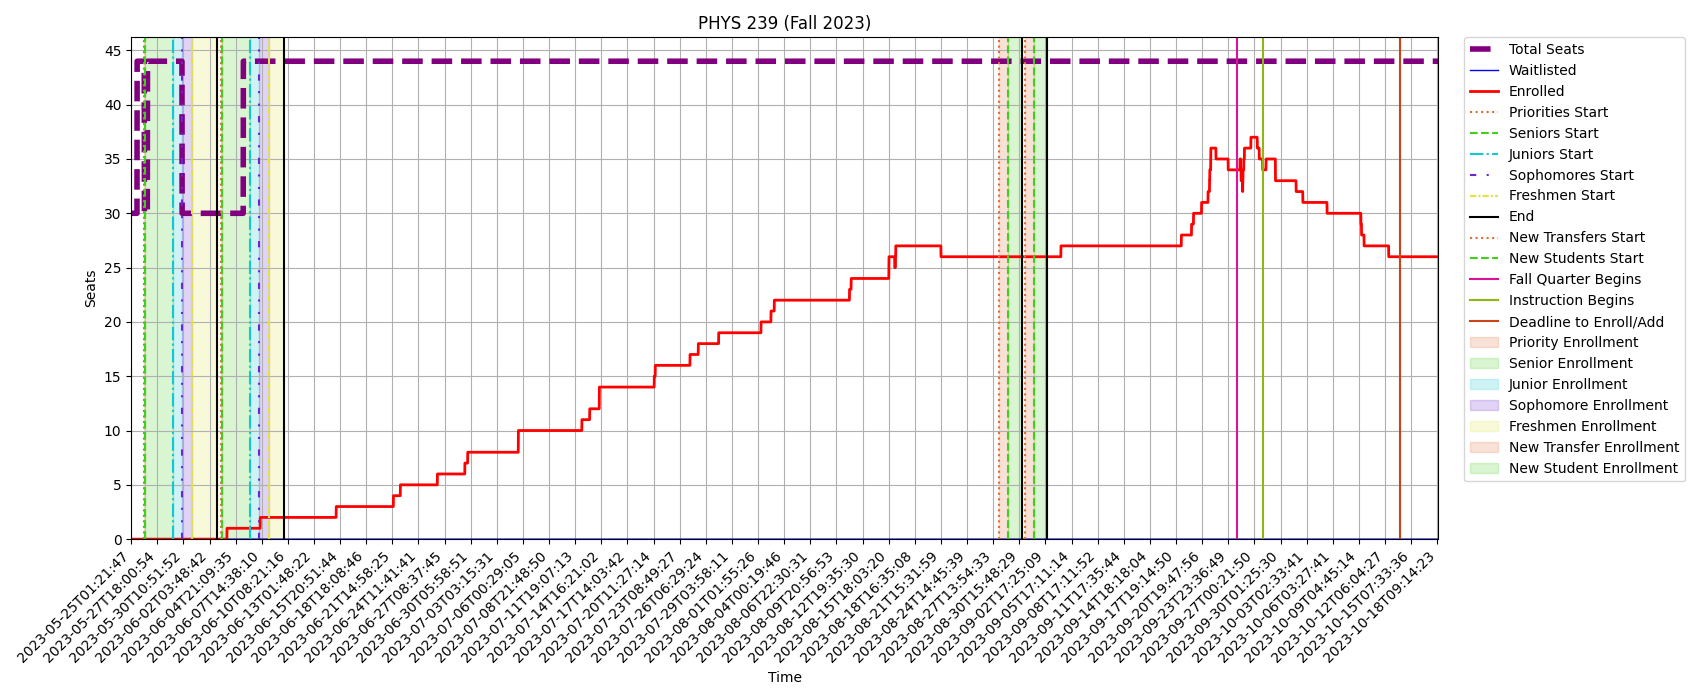 PHYS 239 (Fall 2023)
Seats
45
40
35
30
25
20
15
10
5
0
2023-05-25T01:21:47
2023-05-27T18:00:54
2023-05-30T10:51:52
2023-06-02T03:48:42
2023-06-04T21:09:35
2023-06-07T14:38:10
2023-06-10T08:21:16
2023-06-13T01:48:22
2023-06-15T20:51:44
2023-06-18T18:08:46
2023-06-21T14:58:25
2023-06-24T11:41:41
2023-06-27T08:37:45
2023-06-30T05:58:51
2023-07-03T03:15:31
2023-07-06T00:29:05
2023-07-08T21:48:50
2023-07-11T19:07:13
2023-07-14T16:21:02
2023-07-17T14:03:42
2023-07-20T11:27:14
2023-07-23T08:49:27
2023-07-26T06:29:24
2023-07-29T03:58:11
2023-08-01T01:55:26
2023-08-04T00:19:46
2023-08-06T22:30:31
2023-08-09T20:56:53
2023-08-12T19:35:30
2023-08-15T18:03:20
2023-08-18T16:35:08
2023-08-21T15:31:59
2023-08-24T14:45:39
2023-08-27T13:54:33
2023-08-30T15:48:29
2023-09-02T17:25:09
2023-09-05T17:11:14
2023-09-08T17:11:52
2023-09-11T17:35:44
2023-09-14T18:18:04
2023-09-17T19:14:50
2023-09-20T19:47:56
2023-09-23T23:36:49
2023-09-27T00:21:50
2023-09-30T01:25:30
2023-10-03T02:33:41
2023-10-06T03:27:41
2023-10-09T04:45:14
2023-10-12T06:04:27
2023-10-15T07:33:36
2023-10-18T09:14:23
Time
Total Seats
Waitlisted
Enrolled
Priorities Start
Seniors Start
Juniors Start
Sophomores Start
Freshmen Start
End
New Transfers Start
New Students Start
Fall Quarter Begins
Instruction Begins
Deadline to Enroll/Add
Priority Enrollment
Senior Enrollment
Junior Enrollment
Sophomore Enrollment
Freshmen Enrollment
New Transfer Enrollment
New Student Enrollment